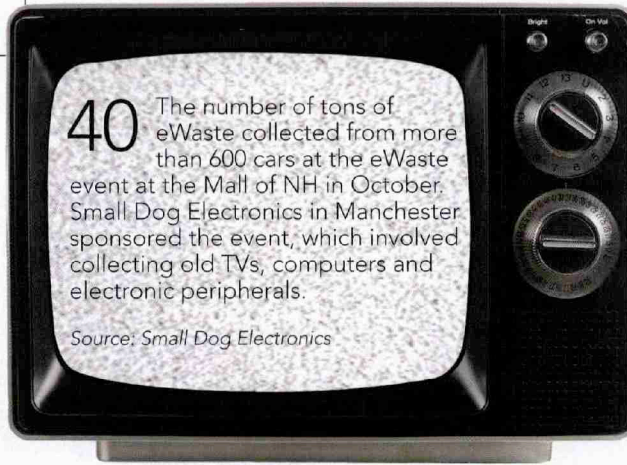 Bright On Vol
40 The number of tons of
eWaste collected from more
than 600 cars at the eWaste
event at the Mall of NH in October.
Small Dog Electronics in Manchester
sponsored the event, which involved
collecting old TVs, computers and
electronic peripherals.
Source: Small Dog Electronics